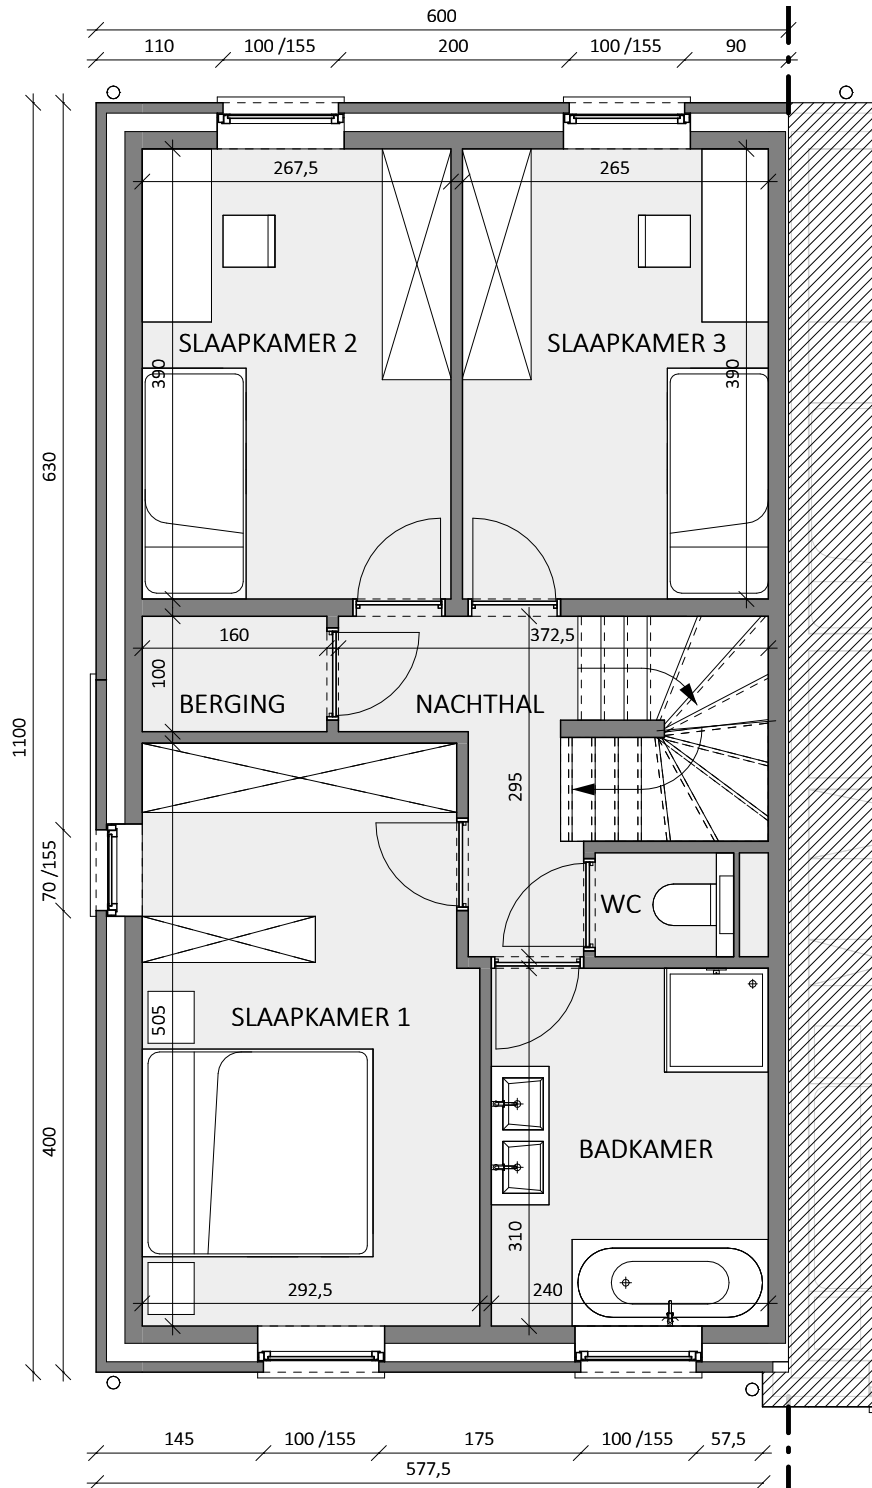 600
110 100 /155 200 100 /155 90
267,5 265
SLAAPKAMER 2 SLAAPKAMER 3
390 390
630
160 372,5
100
BERGING NACHTHAL
1100
295
70 /155
WC
505
SLAAPKAMER 1
400
BADKAMER
310
292,5 240
145 100 /155 175 100 /155 57,5
577,5